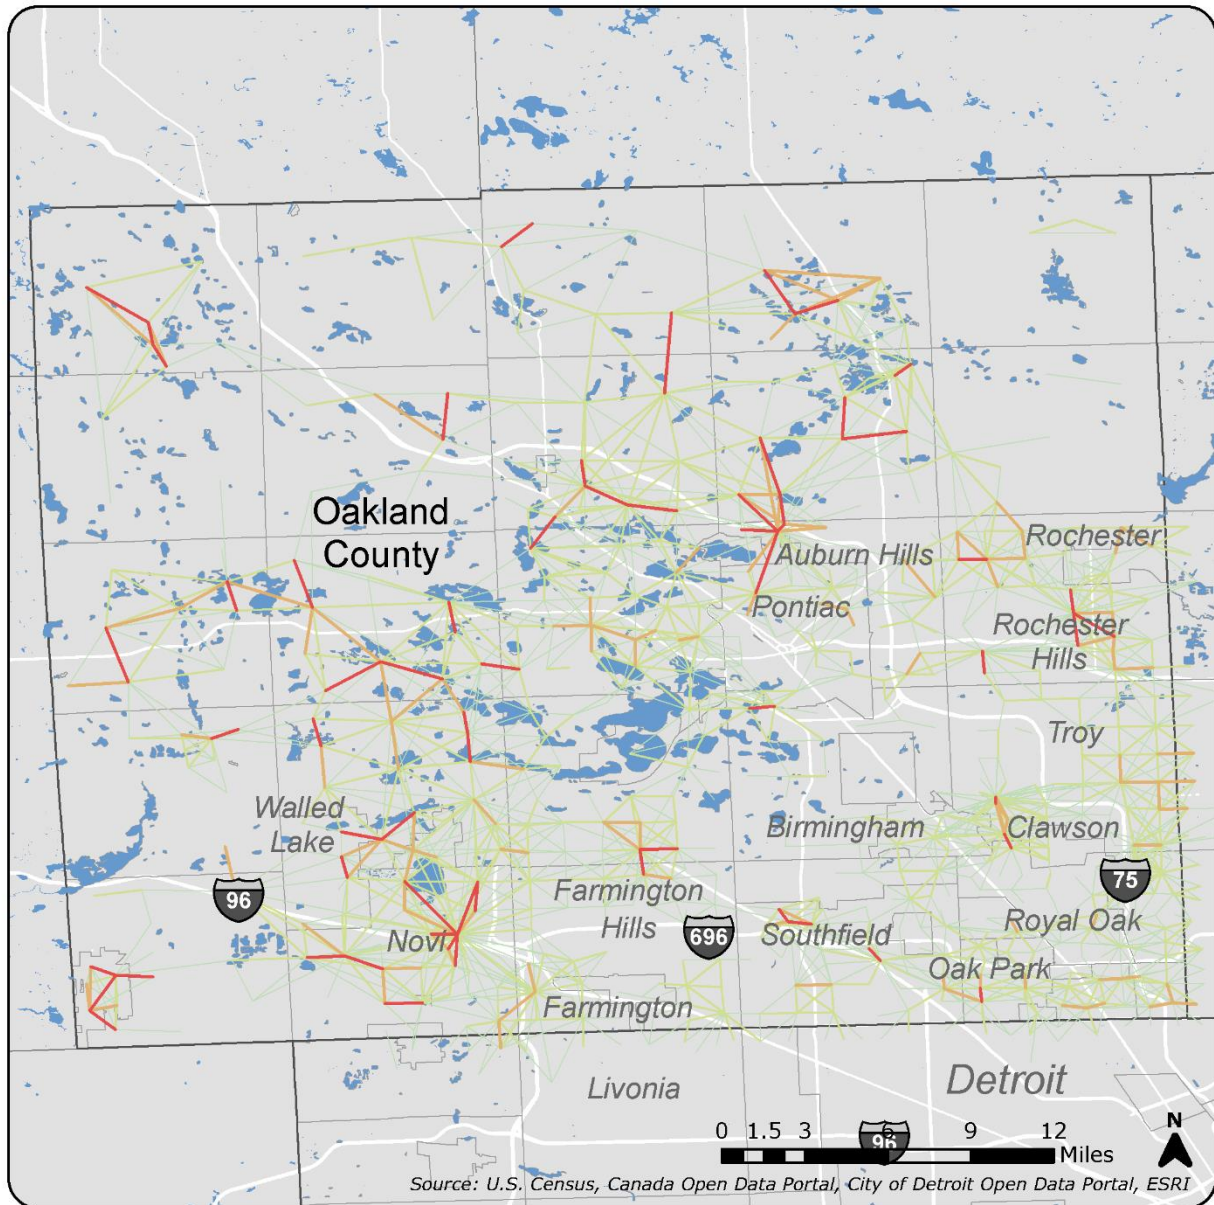 Oakland
County
Rochester
Auburn Hills
Pontiac
Rochester
Hills
Troy
Walled
Lake
Birmingham
Clawson
75
96
Farmington
Hills
Novi
696
Southfield
Royal Oak
Oak Park
Farmington
Livonia
Detroit
N
0 1.5 3 6 9 12
96
Miles
Source: U.S. Census, Canada Open Data Portal, City of Detroit Open Data Portal, ESRI